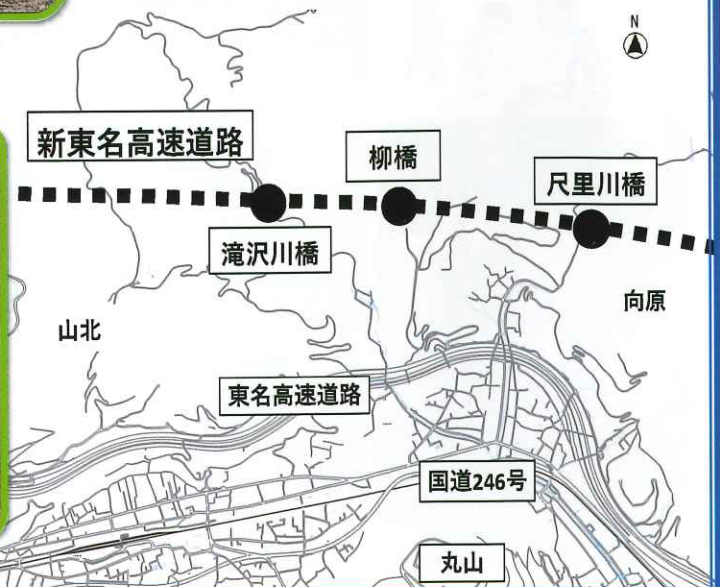 N
新東名高速道路
柳橋
尺里川橋
滝沢川橋
向原
山北
東名高速道路
国道246号
丸山